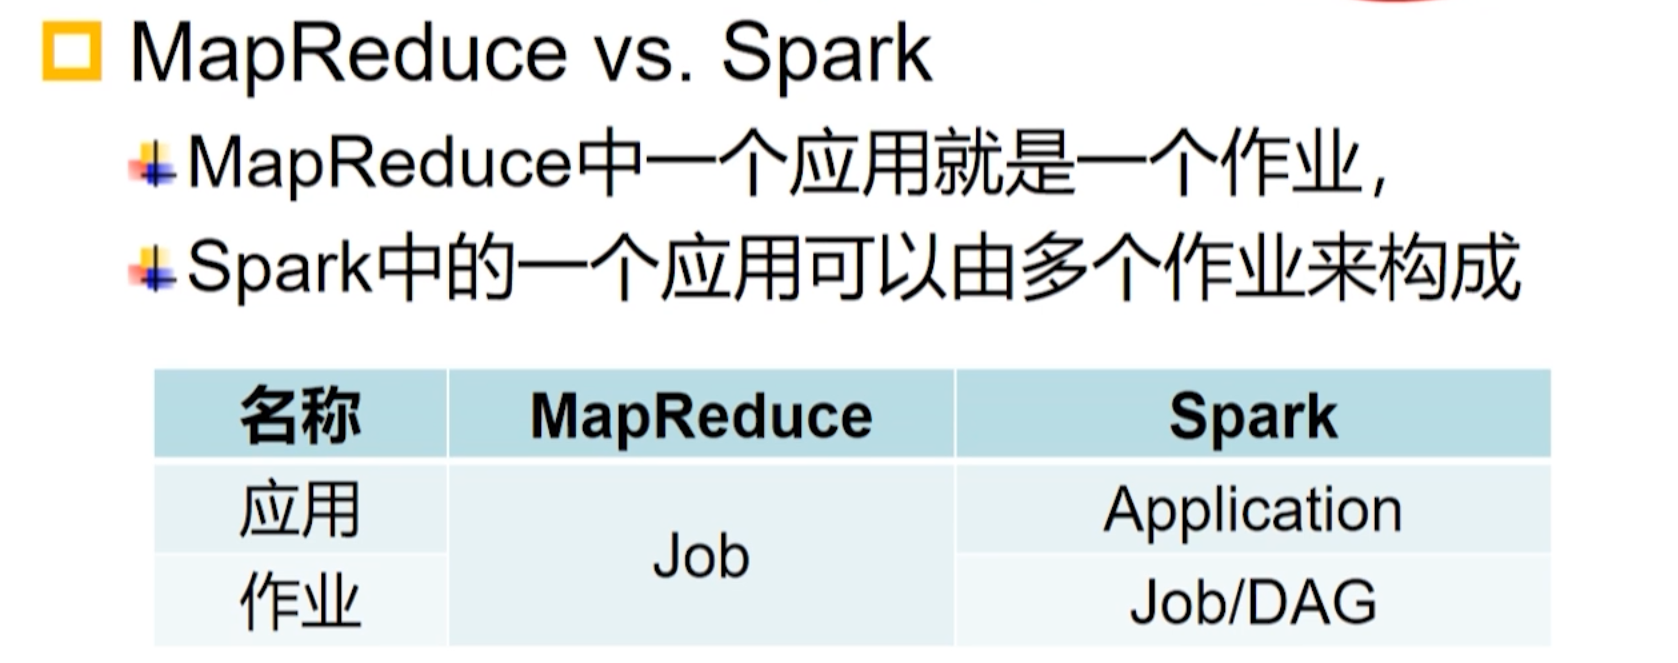 MapReduce vs. Spark
MapReduce中一个应用就是一个作业，
Spark中的一个应用可以由多个作业来构成
名称 MapReduce Spark
应用 Application
Job
作业 Job/DAG